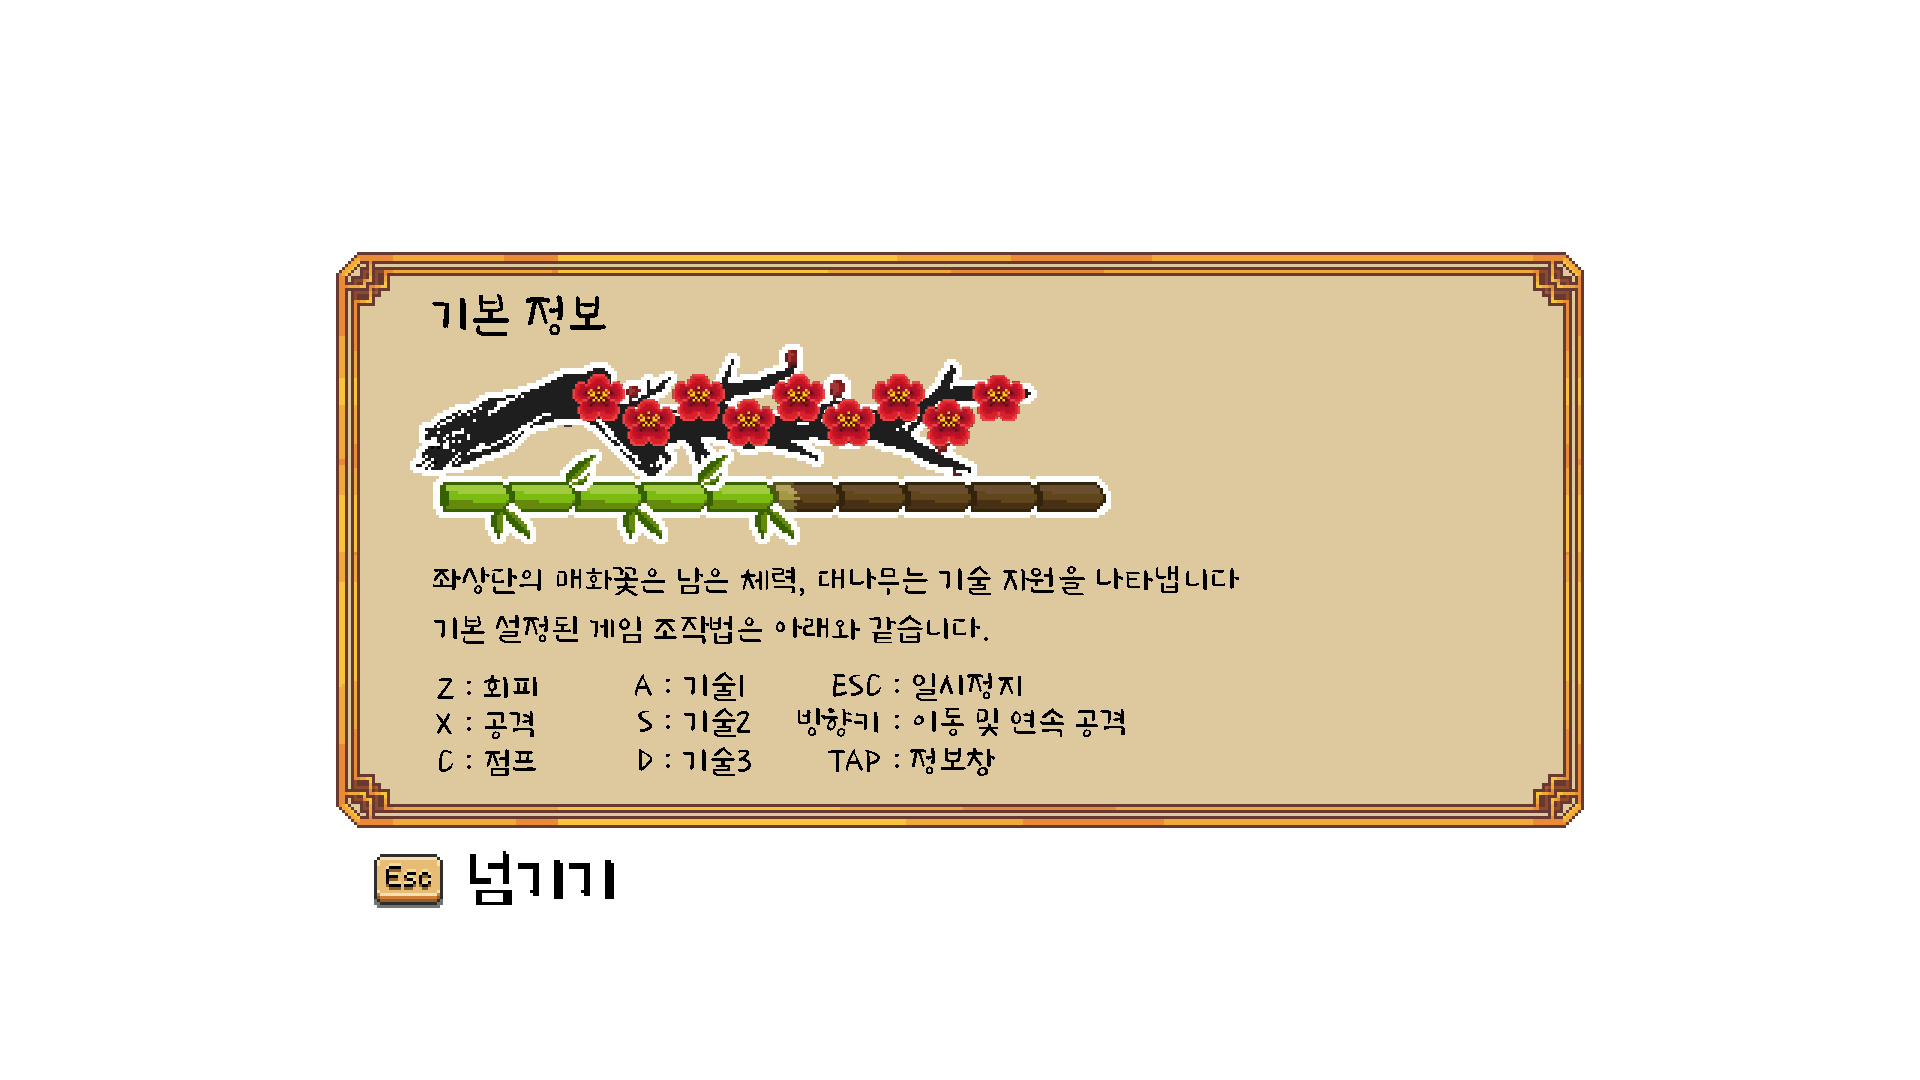 기본 정보
좌상단의 매화꽃은 남은 체력, 대나무는 기술 자원을 나타냅니다
기본 설정된 게임 조작법은 아래와 같습니다.
Z : 회피 A : 기술1 ESC : 일시정지
X : 공격 S : 기술2 방향키 : 이동 및 연속 공격
C : 점프 D : 기술3 TAP : 정보창
Esc 넘기기